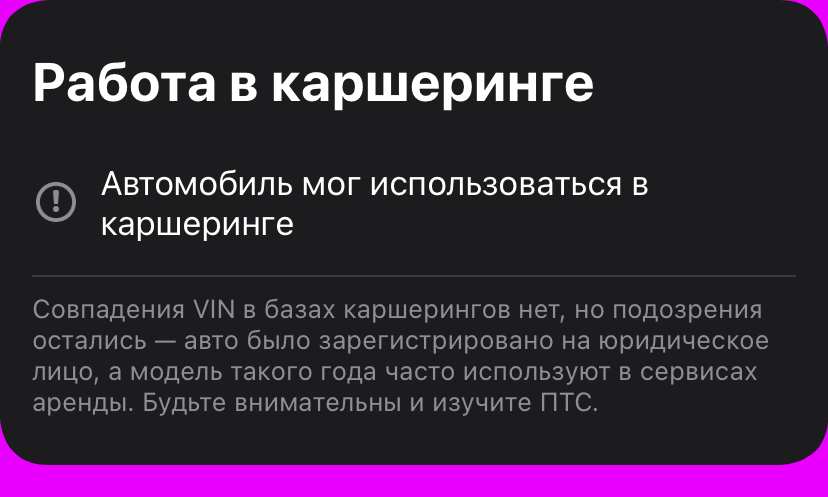 Работа в каршеринге
Автомобиль мог использоваться в
каршеринге
Совпадения VIN в базах каршерингов нет, но подозрения
остались — авто было зарегистрировано на юридическое
лицо, а модель такого года часто используют в сервисах
аренды. Будьте внимательны и изучите ПТС.